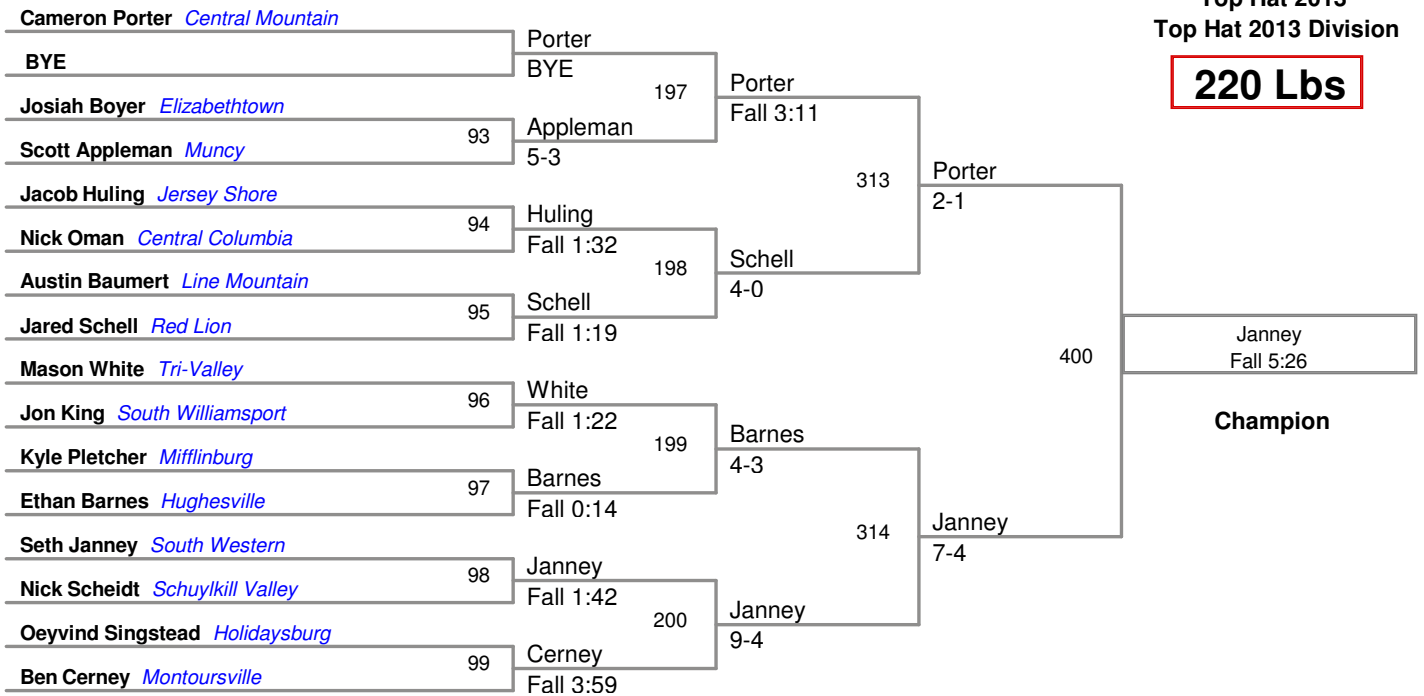 Top Hat 2013
Top Hat 2013 Division
220 Lbs
Cameron Porter Central Mountain
BYE
Josiah Boyer Elizabethtown
Scott Appleman Muncy
Jacob Huling Jersey Shore
Nick Oman Central Columbia
Austin Baumert Line Mountain
Jared Schell Red Lion
Mason White Tri-Valley
Jon King South Williamsport
Kyle Pletcher Mifflinburg
Ethan Barnes Hughesville
Seth Janney South Western
Nick Scheidt Schuylkill Valley
Oeyvind Singstead Holidaysburg
Ben Cerney Montoursville
93
94
95
96
97
98
99
Porter
BYE
Appleman
5-3
Huling
Fall 1:32
Schell
Fall 1:19
White
Fall 1:22
Barnes
Fall 0:14
Janney
Fall 1:42
Cerney
Fall 3:59
197
198
199
200
Porter
Fall 3:11
Schell
4-0
Barnes
4-3
Janney
9-4
313
314
Porter
2-1
Janney
7-4
400
Janney
Fall 5:26
Champion